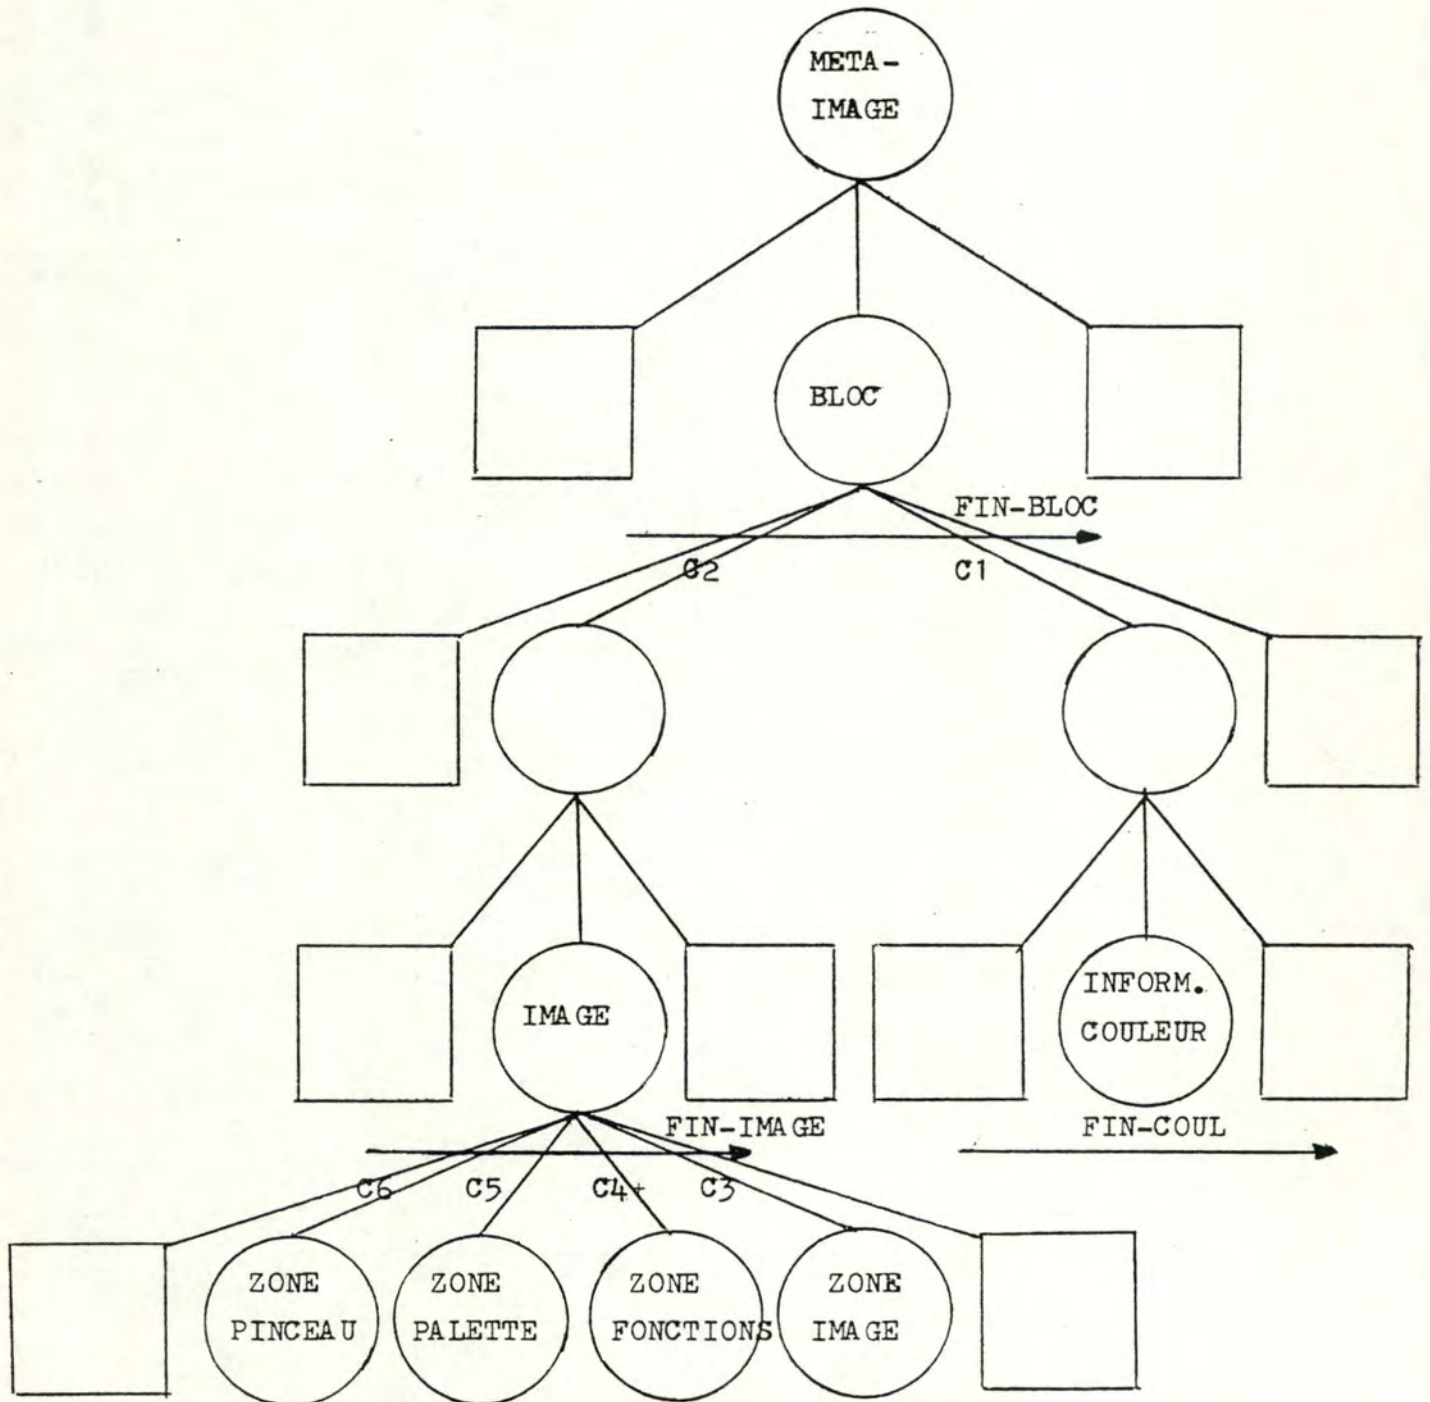 META-
IMAGE
BLOC
FIN-BLOC
C2 C1
INFORM.
COULEUR
IMAGE
FIN-IMAGE
FIN-COUL
C6 C5 C4 C3
ZONE
PINCEAU
ZONE
PALETTE
ZONE
FONCTIONS
ZONE
IMAGE